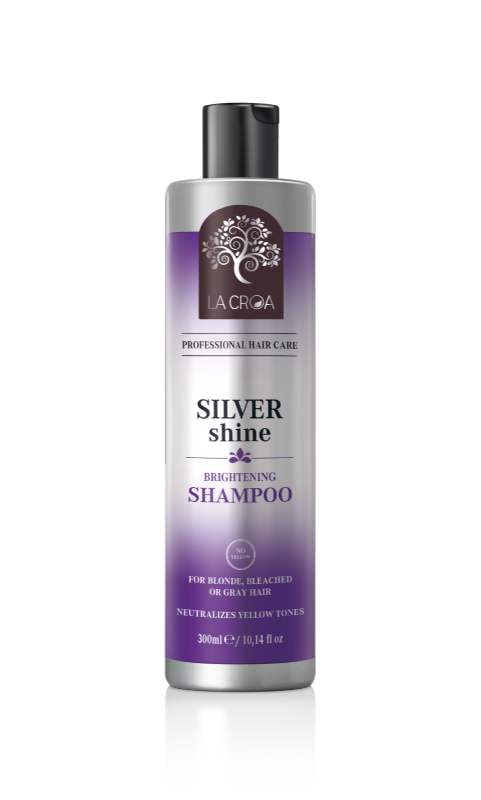 LA CROA
PROFESSIONAL HAIR CARE
SILVER
shine
BRIGHTENING
SHAMPOO
NO
YELLOW
FOR BLONDE, BLEACHED
OR GRAY HAIR
NEUTRALIZES YELLOW TONES
300ml ℮ / 10,14 fl oz